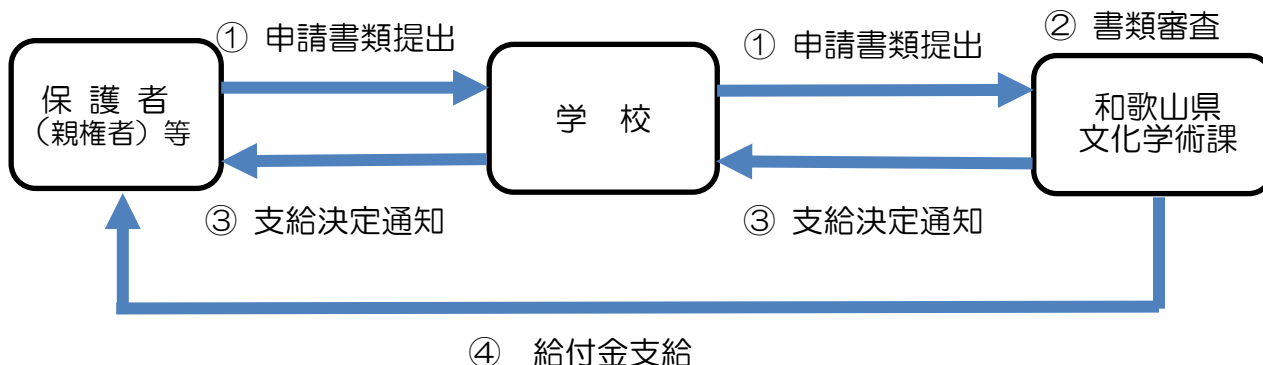 ① 申請書類提出
① 申請書類提出
② 書類審査
保 護 者
（親権者）等
学　校
和歌山県
文化学術課
③ 支給決定通知
③ 支給決定通知
④　給付金支給